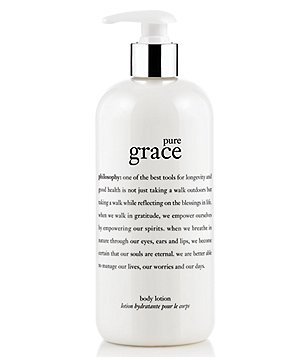 pure
grace
philosophy: one of the best tools for longevity and
good health is not just taking a walk outdoors but
taking a walk while reflecting on the blessings in life.
when we walk in gratitude, we empower ourselves
by empowering our spirits. when we breathe in
nature through our eyes, ears and lips, we become
certain that our souls are eternal. we are better able
to manage our lives, our worries and our days.
body lotion
lotion hydratante pour le corps